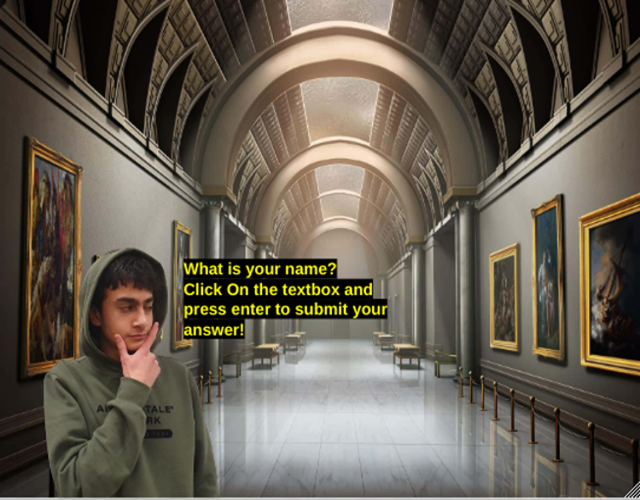 What is your name?
Click On the textbox and
press enter to submit your
answer!